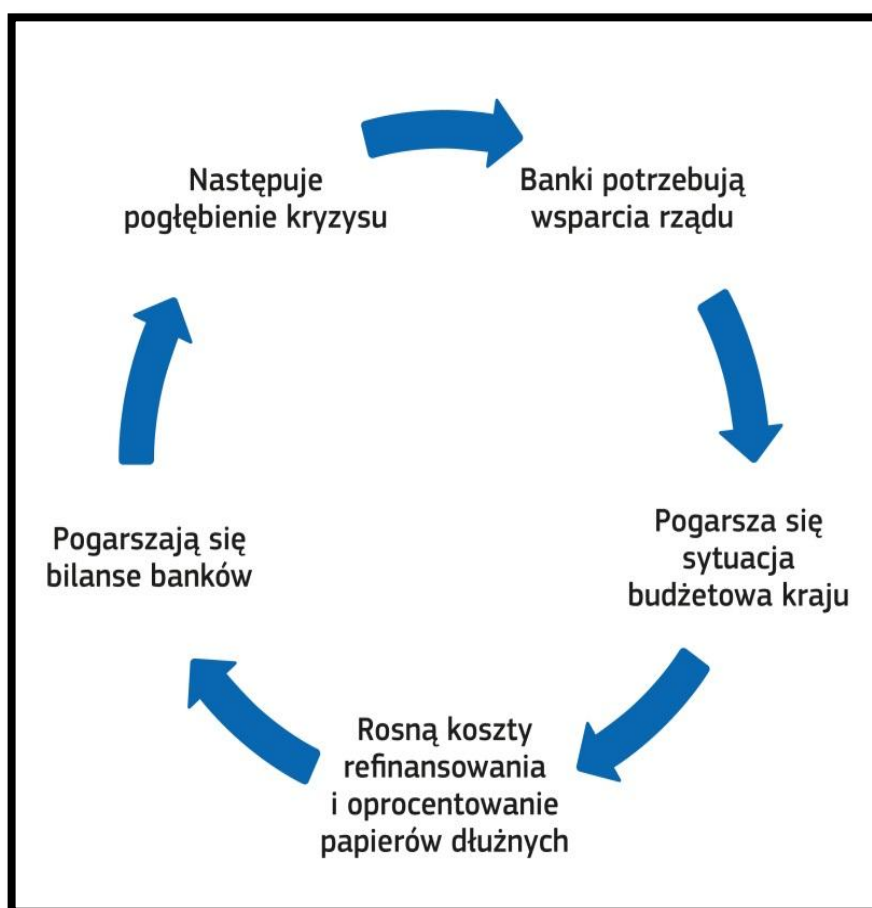 Następuje
pogłębienie kryzysu
Banki potrzebują
wsparcia rządu
Pogarsza się
sytuacja
budżetowa kraju
Rosną koszty
refinansowania
i oprocentowanie
papierów dłużnych
Pogarszają się
bilanse banków